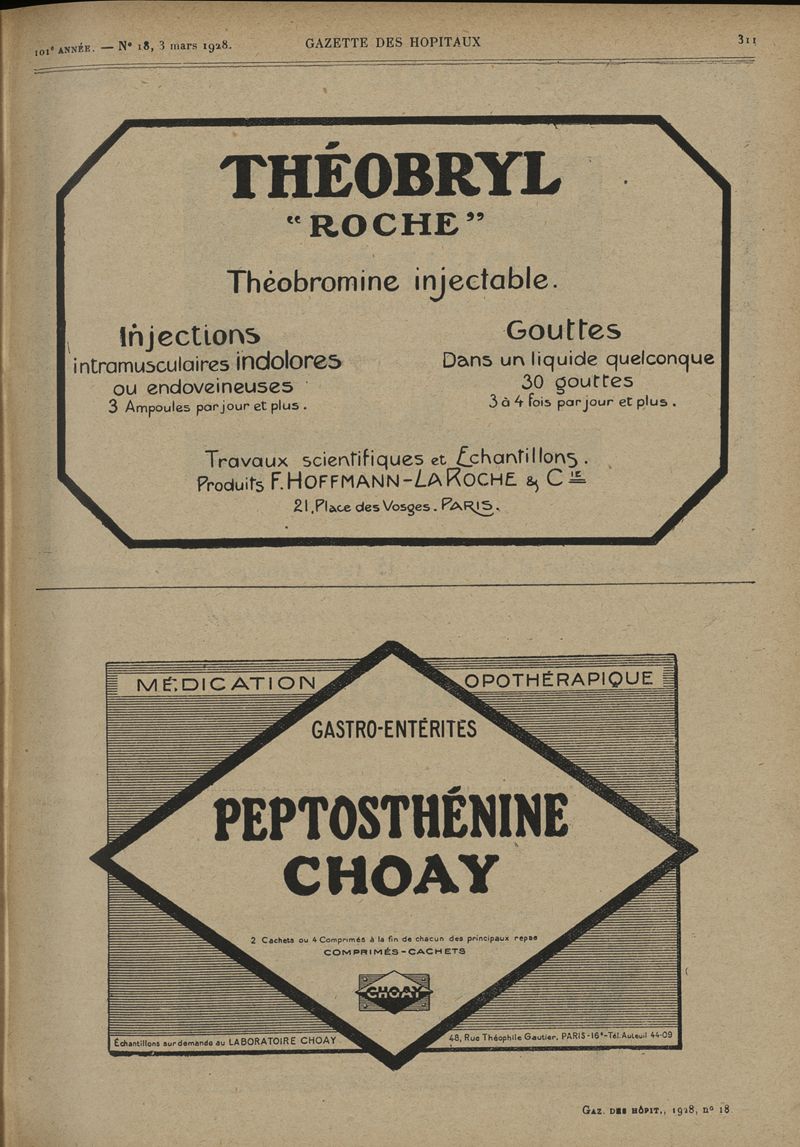 101e ANNÉE. — N° 18, 3 mars 1928.
GAZETTE DES HOPITAUX
311
THÉOBRYL
"ROCHE"
Théobromine injectable.
Injections
intramusculaires indolores
ou endoveineuses
3 Ampoules par jour et plus.
Gouttes
Dans un liquide quelconque
30 gouttes
3 à 4 fois par jour et plus.
Travaux scientifiques et Échantillons.
Produits F. HOFFMANN-LA ROCHE & CIE
21, Place des Vosges. PARIS.
MÉDICATION OPOTHÉRAPIQUE
GASTRO-ENTÉRITES
PEPTOSTHÉNINE
CHOAY
2 Cachets ou 4 Comprimés à la fin de chacun des principaux repas
COMPRIMÉS-CACHETS
CHOAY
Échantillons sur demande au LABORATOIRE CHOAY
48, Rue Théophile Gautier, PARIS-16e-Tél. Auteuil 44-09
GAZ. DES HÔPIT., 1928, n° 18